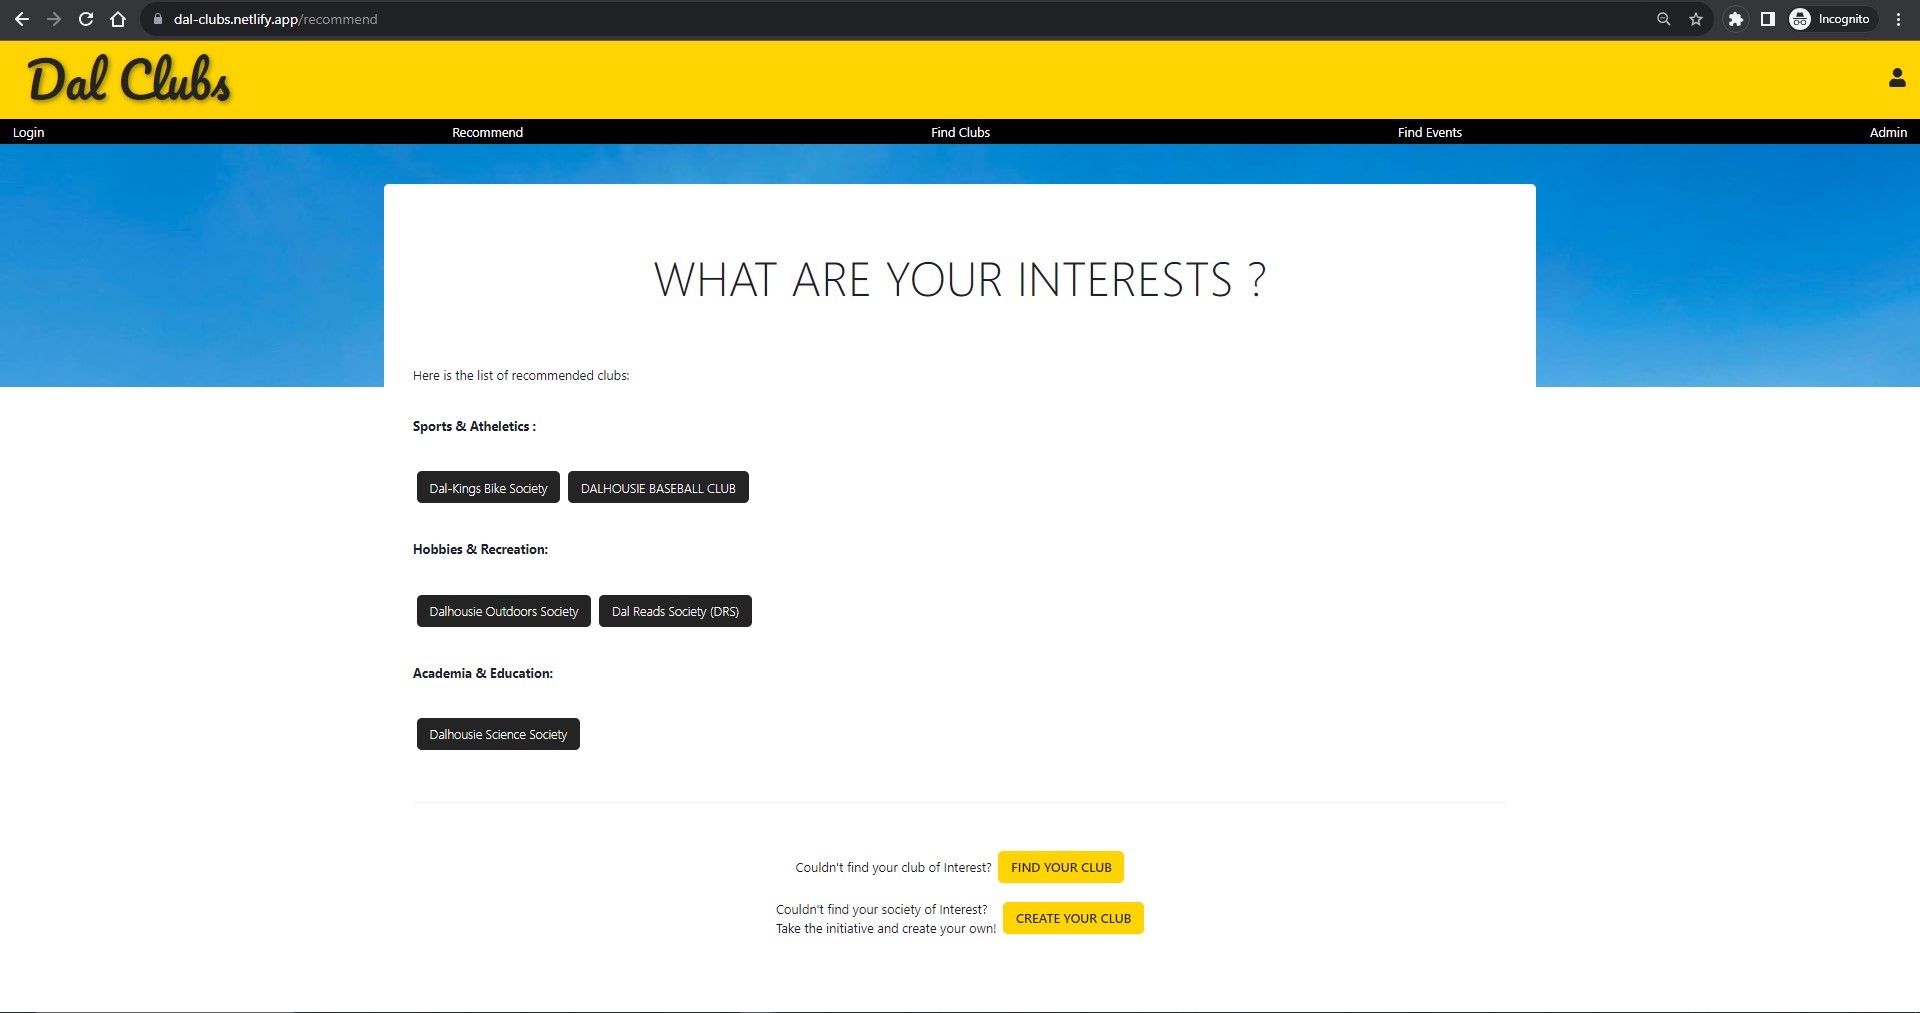 dal-clubs.netlify.app/recommend
Incognito
Dal Clubs
Login Recommend Find Clubs Find Events Admin
WHAT ARE YOUR INTERESTS ?
Here is the list of recommended clubs:
Sports & Atheletics :
Dal-Kings Bike Society DALHOUSIE BASEBALL CLUB
Hobbies & Recreation:
Dalhousie Outdoors Society Dal Reads Society (DRS)
Academia & Education:
Dalhousie Science Society
Couldn't find your club of Interest? FIND YOUR CLUB
Couldn't find your society of Interest?
Take the initiative and create your own! CREATE YOUR CLUB